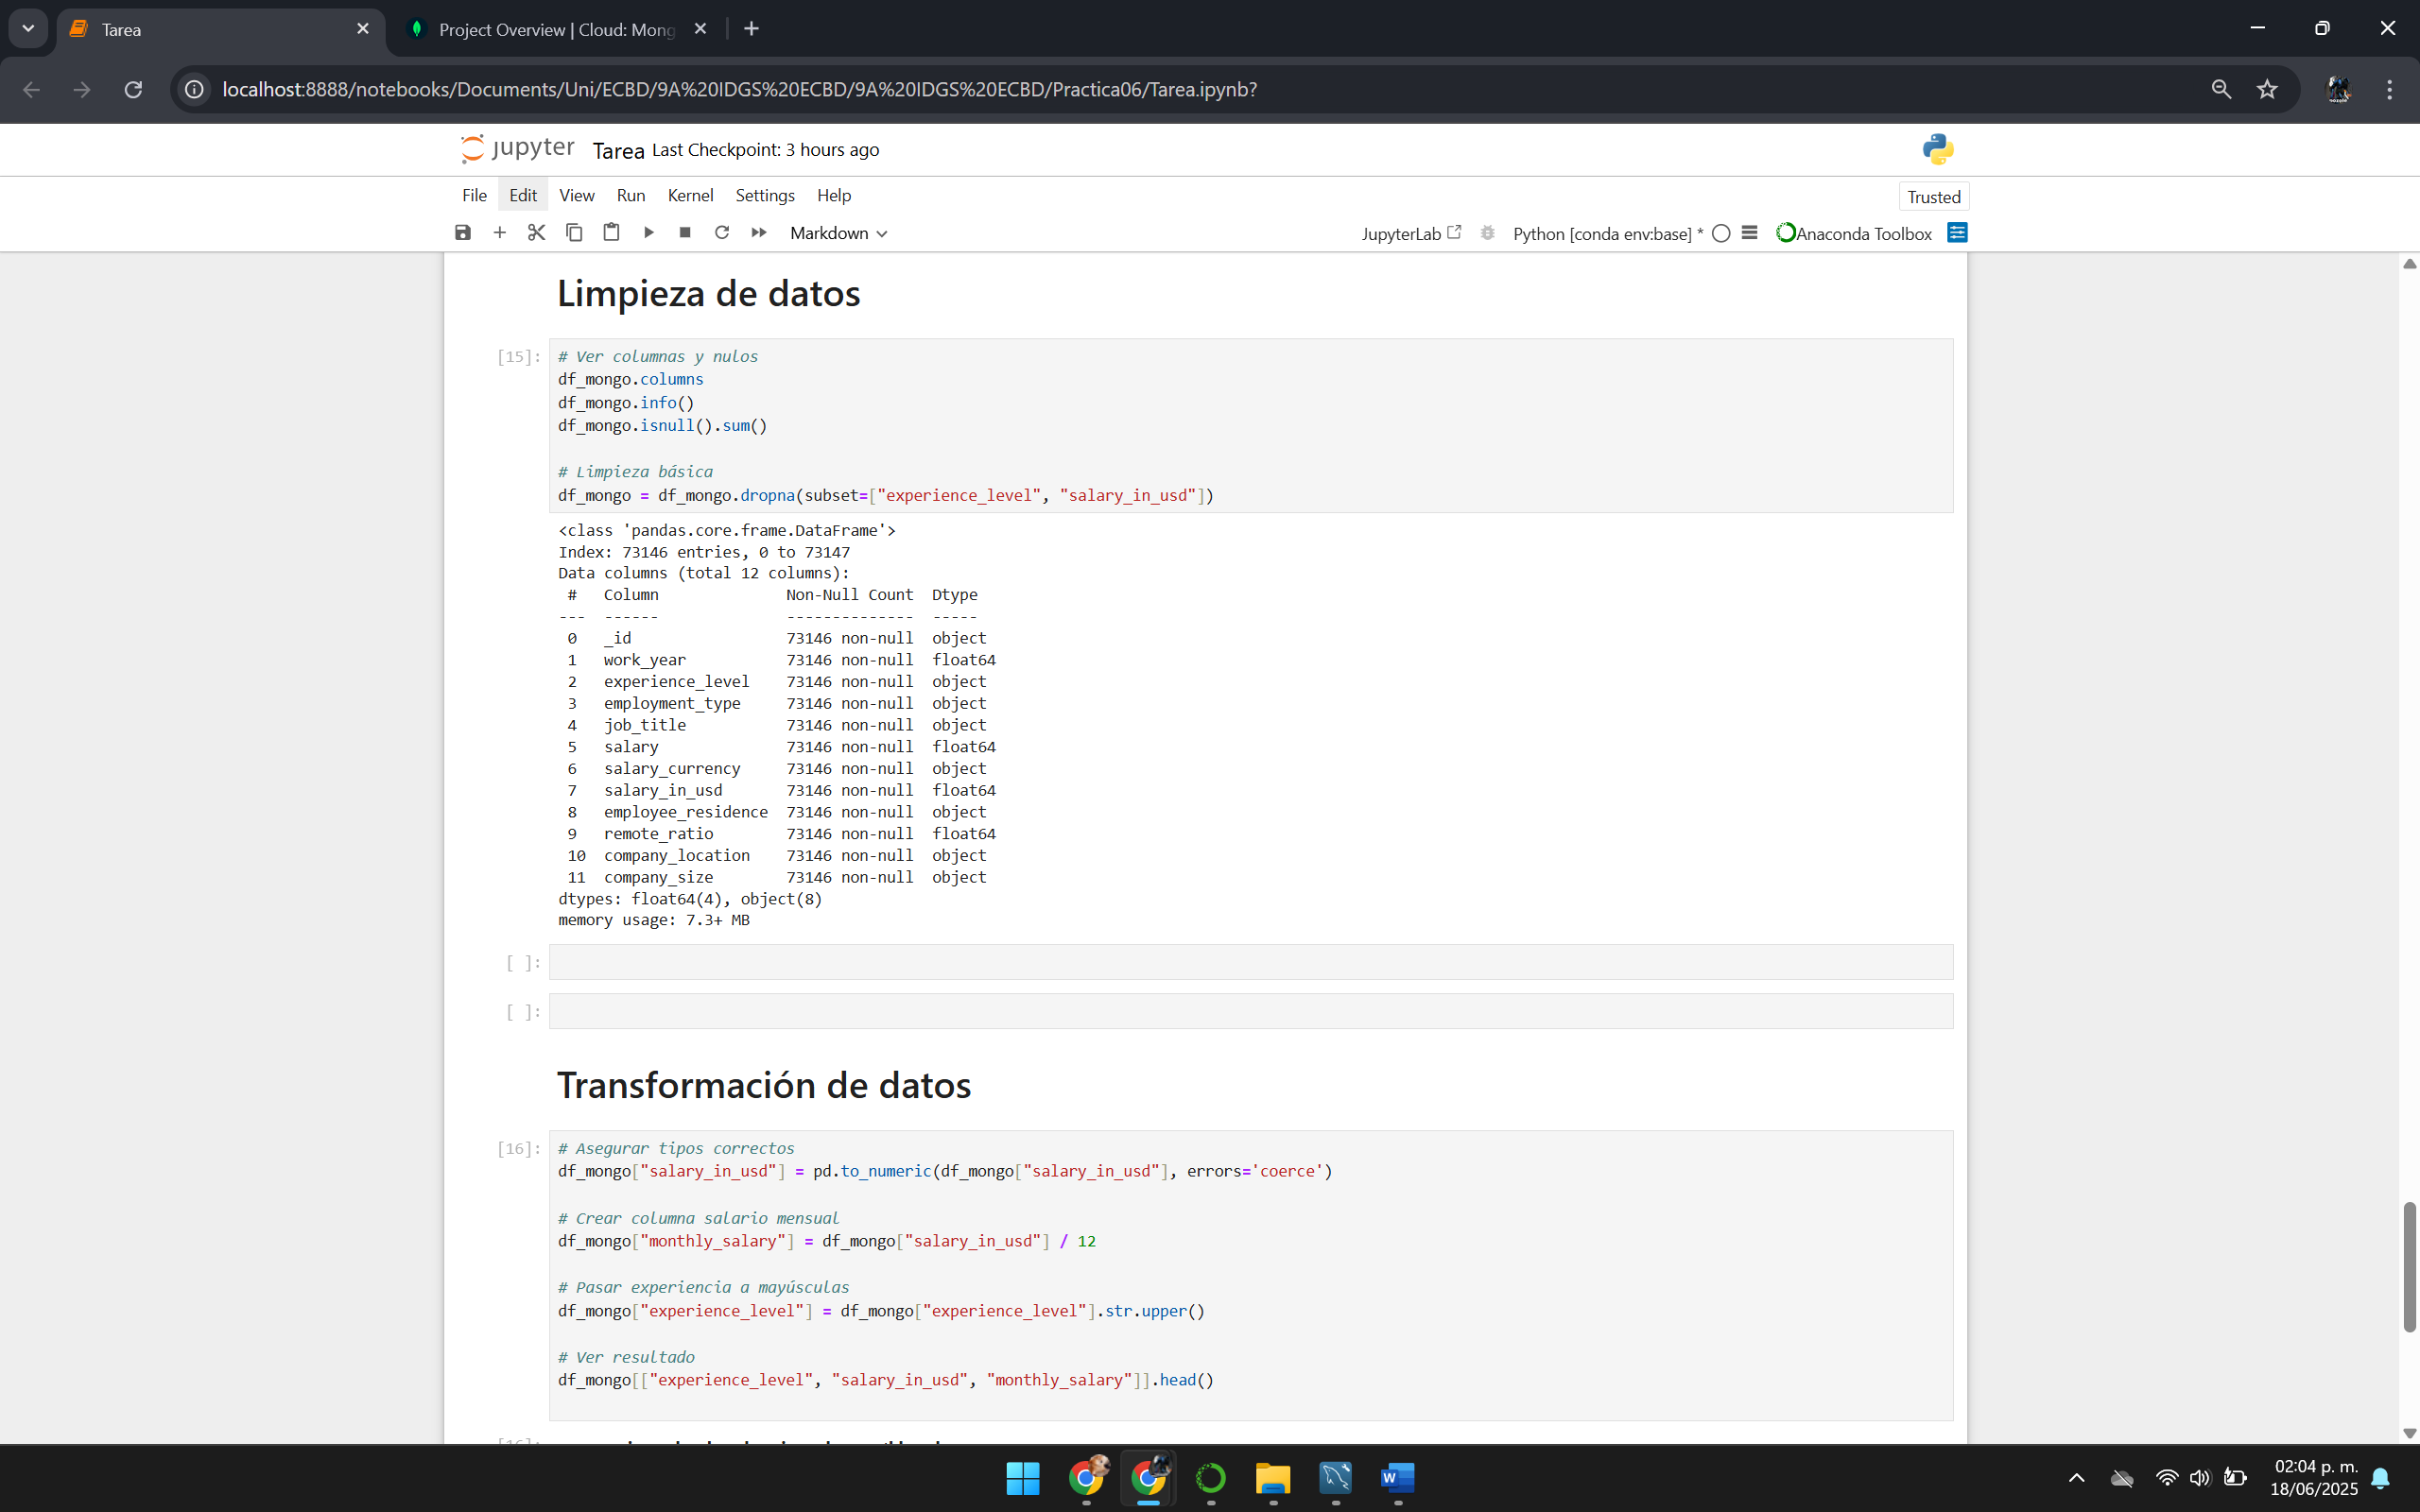 Tarea
Project Overview | Cloud: Mong
localhost:8888/notebooks/Documents/Uni/ECBD/9A%20IDGS%20ECBD/9A%20IDGS%20ECBD/Practica06/Tarea.ipynb?
jupyter Tarea Last Checkpoint: 3 hours ago
File Edit View Run Kernel Settings Help
Trusted
Markdown
JupyterLab
Python [conda env:base] *
Anaconda Toolbox
Limpieza de datos
[15]:
# Ver columnas y nulos
df_mongo.columns
df_mongo.info()
df_mongo.isnull().sum()
# Limpieza básica
df_mongo = df_mongo.dropna(subset=["experience_level", "salary_in_usd"])
<class 'pandas.core.frame.DataFrame'>
Index: 73146 entries, 0 to 73147
Data columns (total 12 columns):
 #   Column              Non-Null Count  Dtype
---  ------              --------------  -----
 0   _id                 73146 non-null  object
 1   work_year           73146 non-null  float64
 2   experience_level    73146 non-null  object
 3   employment_type     73146 non-null  object
 4   job_title           73146 non-null  object
 5   salary              73146 non-null  float64
 6   salary_currency     73146 non-null  object
 7   salary_in_usd       73146 non-null  float64
 8   employee_residence  73146 non-null  object
 9   remote_ratio        73146 non-null  float64
 10  company_location    73146 non-null  object
 11  company_size        73146 non-null  object
dtypes: float64(4), object(8)
memory usage: 7.3+ MB
[ ]:
[ ]:
Transformación de datos
[16]:
# Asegurar tipos correctos
df_mongo["salary_in_usd"] = pd.to_numeric(df_mongo["salary_in_usd"], errors='coerce')
# Crear columna salario mensual
df_mongo["monthly_salary"] = df_mongo["salary_in_usd"] / 12
# Pasar experiencia a mayúsculas
df_mongo["experience_level"] = df_mongo["experience_level"].str.upper()
# Ver resultado
df_mongo[["experience_level", "salary_in_usd", "monthly_salary"]].head()
02:04 p. m.
18/06/2025